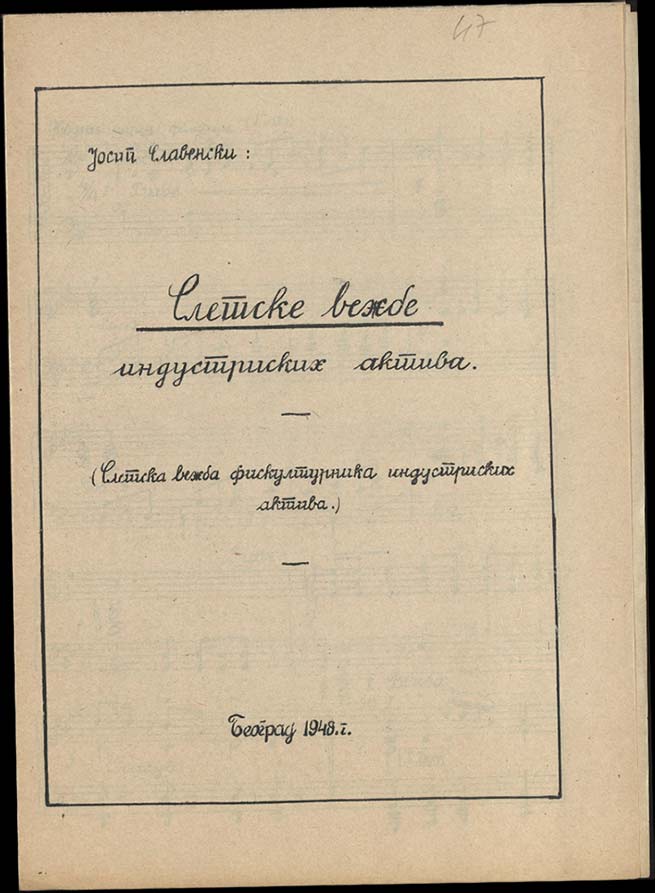 47
Јосип Славенски:
Слетске вежбе
индустриских актива.
(Слетска вежба фискултурника индустриских
актива.)
Београд 1948.г.